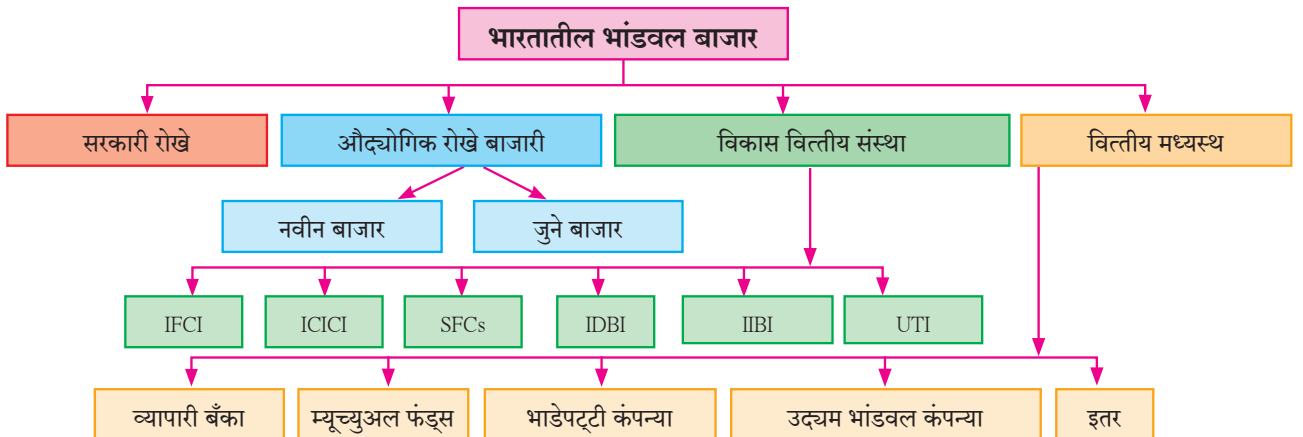 भारतातील भांडवल बाजार
सरकारी रोखे
औद्योगिक रोखे बाजारी
विकास वित्तीय संस्था
वित्तीय मध्यस्थ
नवीन बाजार
जुने बाजार
IFCI
ICICI
SFCs
IDBI
IIBI
UTI
व्यापारी बँका
म्यूच्युअल फंड्स
भाडेपट्टी कंपन्या
उद्यम भांडवल कंपन्या
इतर